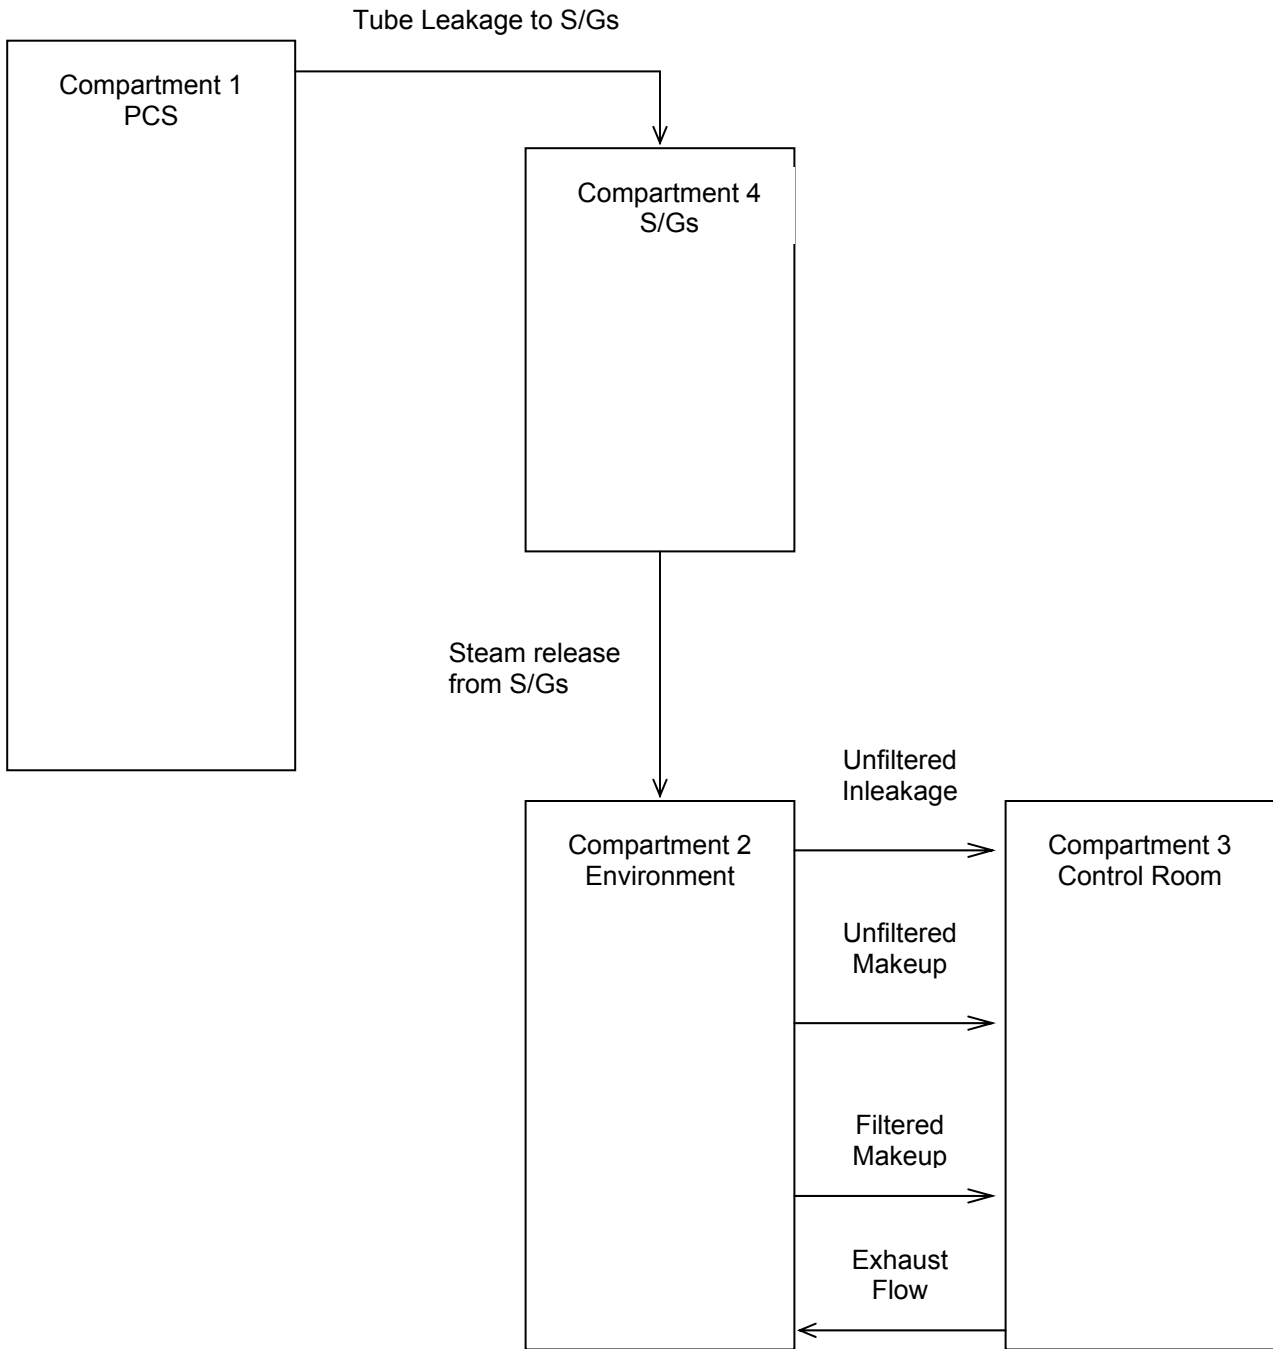 Tube Leakage to S/Gs
Compartment 1
PCS
Compartment 4
S/Gs
Steam release
from S/Gs
Unfiltered
Inleakage
Compartment 2
Environment
Compartment 3
Control Room
Unfiltered
Makeup
Filtered
Makeup
Exhaust
Flow